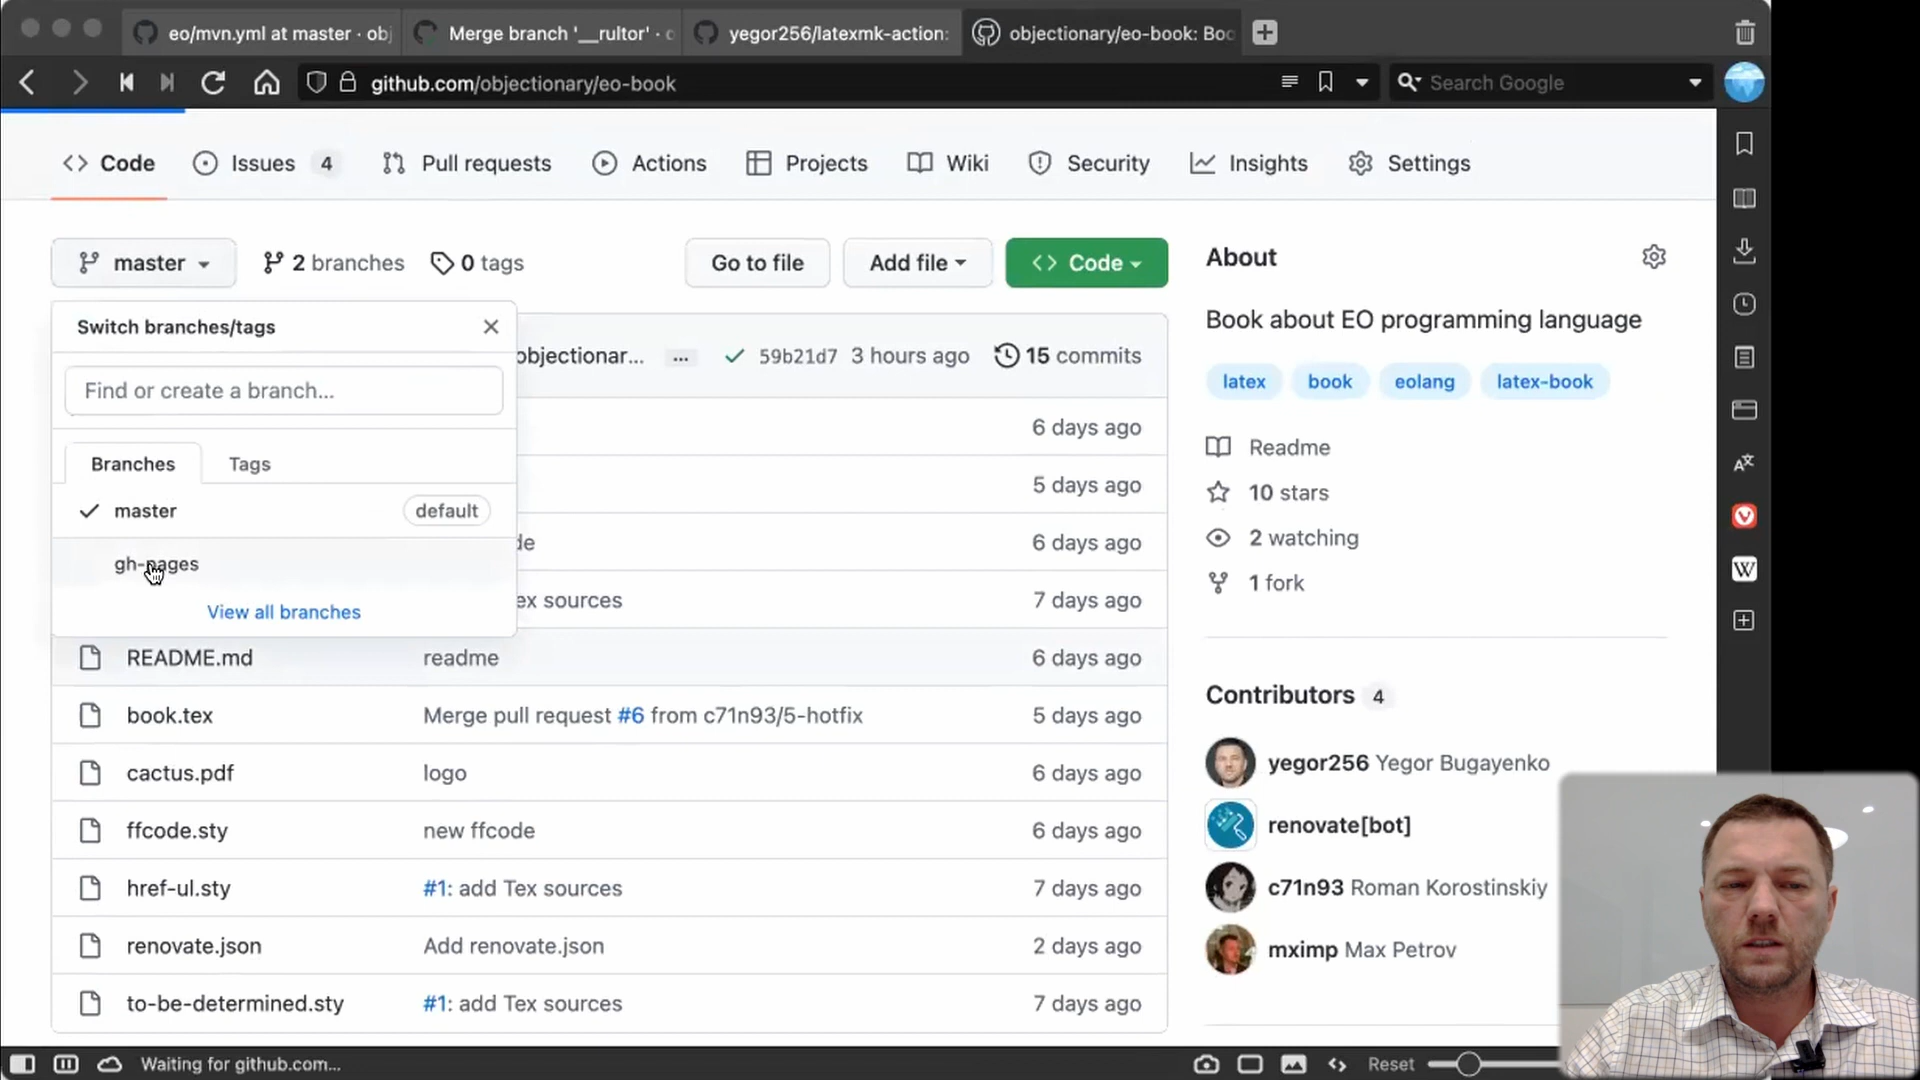 eo/mvn.yml at master · obj
Merge branch '__rultor' · o
yegor256/latexmk-action:
objectionary/eo-book: Boo
github.com/objectionary/eo-book
Search Google
Code
Issues 4
Pull requests
Actions
Projects
Wiki
Security
Insights
Settings
master
2 branches
0 tags
Go to file
Add file
Code
Switch branches/tags
Find or create a branch...
Branches
Tags
master
default
gh-pages
View all branches
objectionar... ... 59b21d7 3 hours ago 15 commits
6 days ago
5 days ago
de 6 days ago
ex sources 7 days ago
README.md readme 6 days ago
book.tex Merge pull request #6 from c71n93/5-hotfix 5 days ago
cactus.pdf logo 6 days ago
ffcode.sty new ffcode 6 days ago
href-ul.sty #1: add Tex sources 7 days ago
renovate.json Add renovate.json 2 days ago
to-be-determined.sty #1: add Tex sources 7 days ago
About
Book about EO programming language
latex book eolang latex-book
Readme
10 stars
2 watching
1 fork
Contributors 4
yegor256 Yegor Bugayenko
renovate[bot]
c71n93 Roman Korostinskiy
mximp Max Petrov
W
Waiting for github.com...
Reset